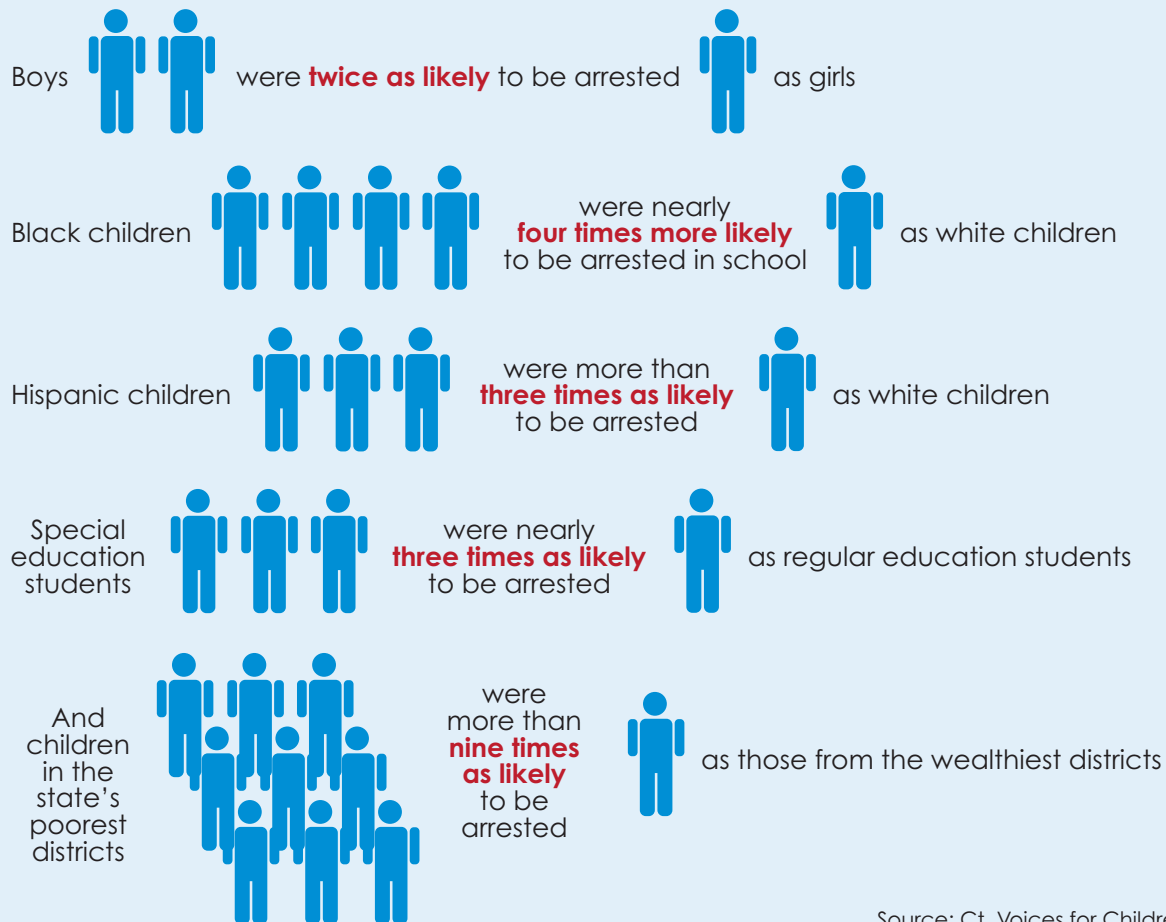 Boys were twice as likely to be arrested as girls
were nearly
Black children four times more likely as white children
to be arrested in school
were more than
Hispanic children three times as likely as white children
to be arrested
Special
education
students
were nearly
three times as likely
to be arrested
as regular education students
And
children
in the
state's
poorest
districts
were
more than
nine times
as likely
to be
arrested
as those from the wealthiest districts
Source: Ct. Voices for